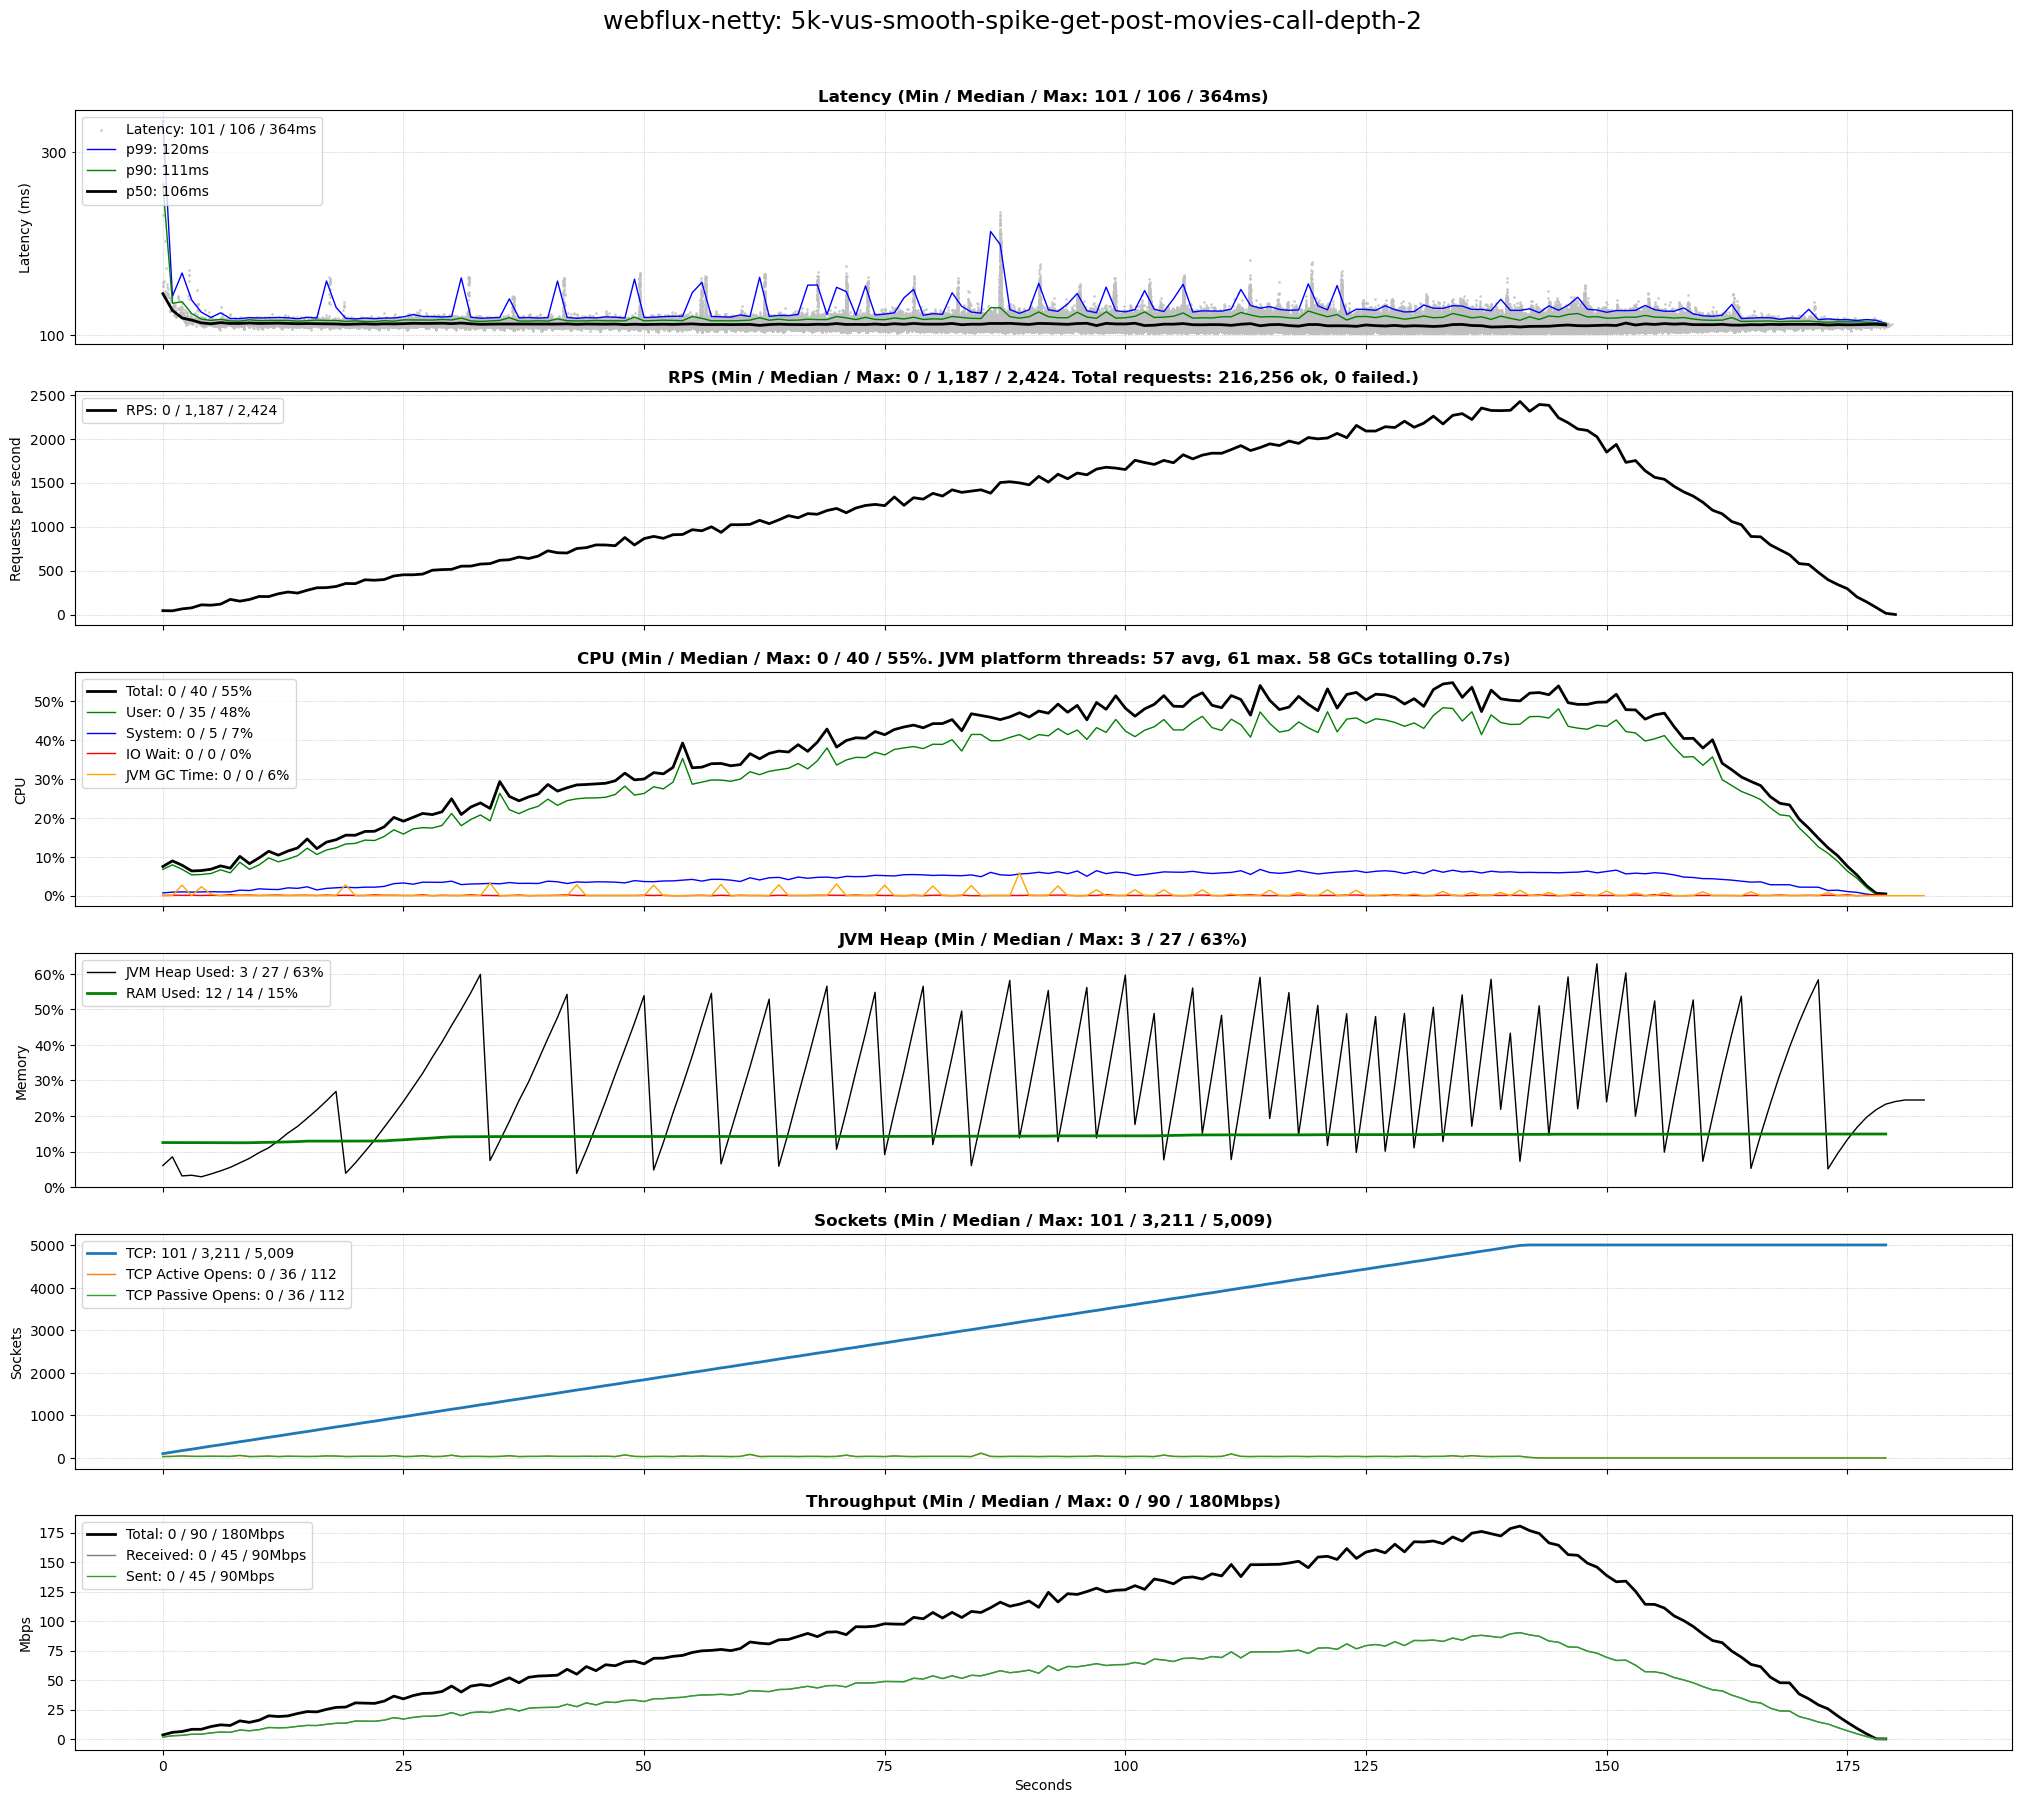 webflux-netty: 5k-vus-smooth-spike-get-post-movies-call-depth-2
Latency (Min / Median / Max: 101 / 106 / 364ms)
Latency: 101 / 106 / 364ms
p99: 120ms
p90: 111ms
p50: 106ms
300
100
Latency (ms)
RPS (Min / Median / Max: 0 / 1,187 / 2,424. Total requests: 216,256 ok, 0 failed.)
RPS: 0 / 1,187 / 2,424
2500
2000
1500
1000
500
0
Requests per second
CPU (Min / Median / Max: 0 / 40 / 55%. JVM platform threads: 57 avg, 61 max. 58 GCs totalling 0.7s)
Total: 0 / 40 / 55%
User: 0 / 35 / 48%
System: 0 / 5 / 7%
IO Wait: 0 / 0 / 0%
JVM GC Time: 0 / 0 / 6%
50%
40%
30%
20%
10%
0%
CPU
JVM Heap (Min / Median / Max: 3 / 27 / 63%)
JVM Heap Used: 3 / 27 / 63%
RAM Used: 12 / 14 / 15%
60%
50%
40%
30%
20%
10%
0%
Memory
Sockets (Min / Median / Max: 101 / 3,211 / 5,009)
TCP: 101 / 3,211 / 5,009
TCP Active Opens: 0 / 36 / 112
TCP Passive Opens: 0 / 36 / 112
5000
4000
3000
2000
1000
0
Sockets
Throughput (Min / Median / Max: 0 / 90 / 180Mbps)
Total: 0 / 90 / 180Mbps
Received: 0 / 45 / 90Mbps
Sent: 0 / 45 / 90Mbps
175
150
125
100
75
50
25
0
Mbps
0 25 50 75 100 125 150 175
Seconds